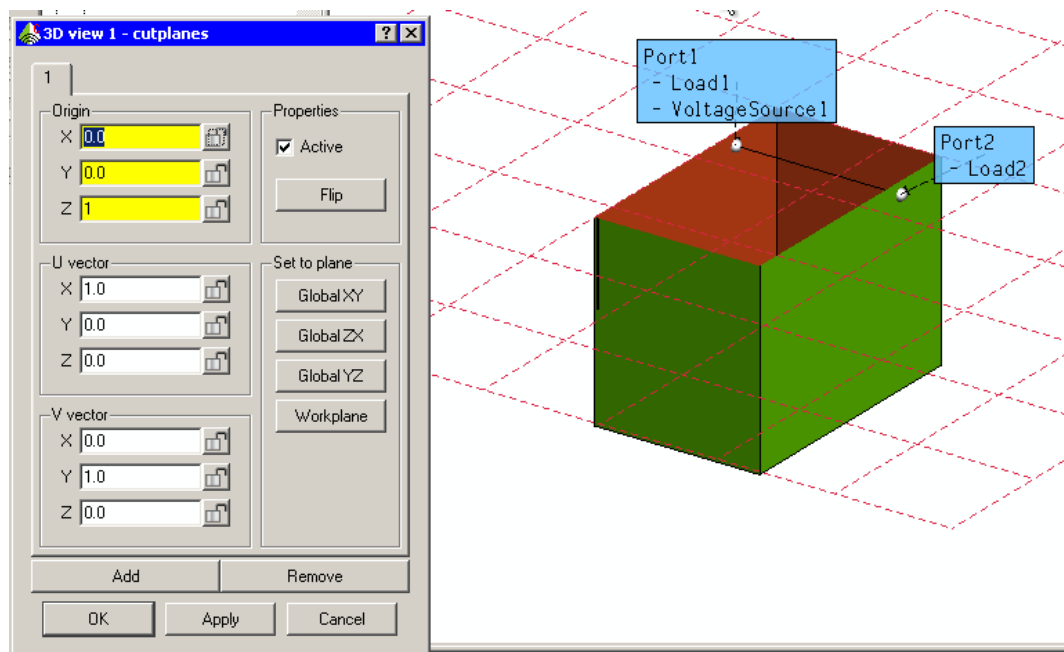 3D view 1 - cutplanes
1
Origin
X 0.0
Y 0.0
Z 1
Properties
Active
Flip
U vector
X 1.0
Y 0.0
Z 0.0
Set to plane
Global XY
Global ZX
Global YZ
Workplane
V vector
X 0.0
Y 1.0
Z 0.0
Add
Remove
OK
Apply
Cancel
Port1
- Load1
- VoltageSource1
Port2
- Load2